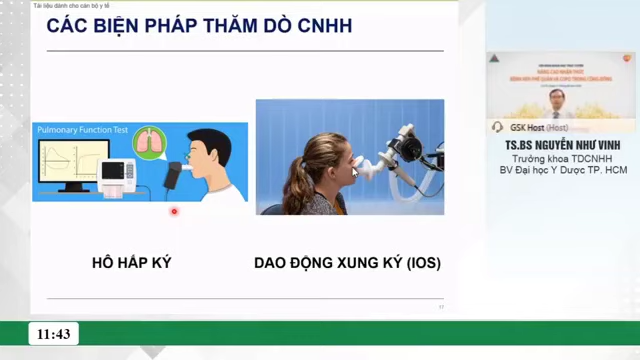 Tài liệu dành cho cán bộ y tế
CÁC BIỆN PHÁP THĂM DÒ CNHH
Pulmonary Function Test
HÔ HẤP KÝ
DAO ĐỘNG XUNG KÝ (IOS)
GSK Host (Host)
TS.BS NGUYỄN NHƯ VINH
Trưởng khoa TDCNHH
BV Đại học Y Dược TP. HCM
11:43